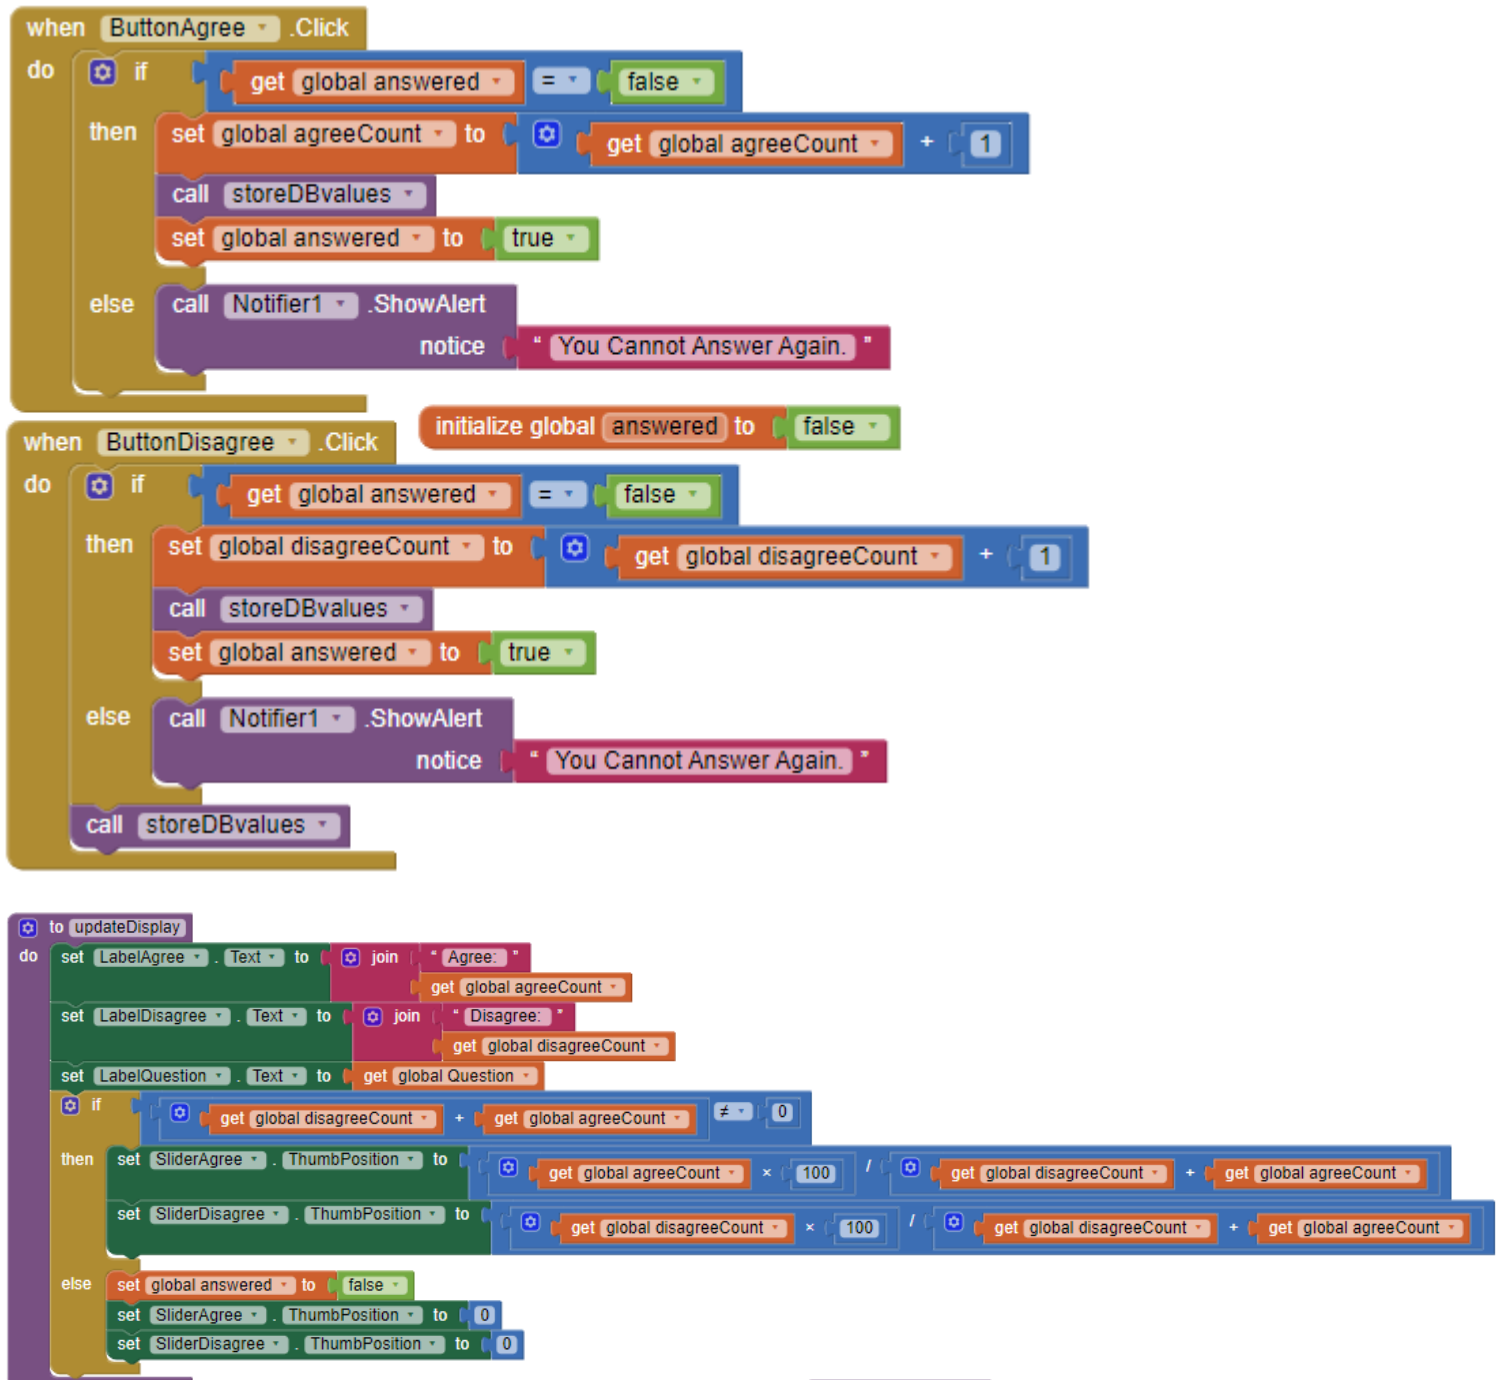 when ButtonAgree .Click
do if get global answered = false
then set global agreeCount to get global agreeCount + 1
call storeDBvalues
set global answered to true
else call Notifier1 .ShowAlert
notice " You Cannot Answer Again. "
initialize global answered to false
when ButtonDisagree .Click
do if get global answered = false
then set global disagreeCount to get global disagreeCount + 1
call storeDBvalues
set global answered to true
else call Notifier1 .ShowAlert
notice " You Cannot Answer Again. "
call storeDBvalues
to updateDisplay
do set LabelAgree . Text to join " Agree: "
get global agreeCount
set LabelDisagree . Text to join " Disagree: "
get global disagreeCount
set LabelQuestion . Text to get global Question
if get global disagreeCount + get global agreeCount ≠ 0
then set SliderAgree . ThumbPosition to get global agreeCount × 100 / get global disagreeCount + get global agreeCount
set SliderDisagree . ThumbPosition to get global disagreeCount × 100 / get global disagreeCount + get global agreeCount
else set global answered to false
set SliderAgree . ThumbPosition to 0
set SliderDisagree . ThumbPosition to 0